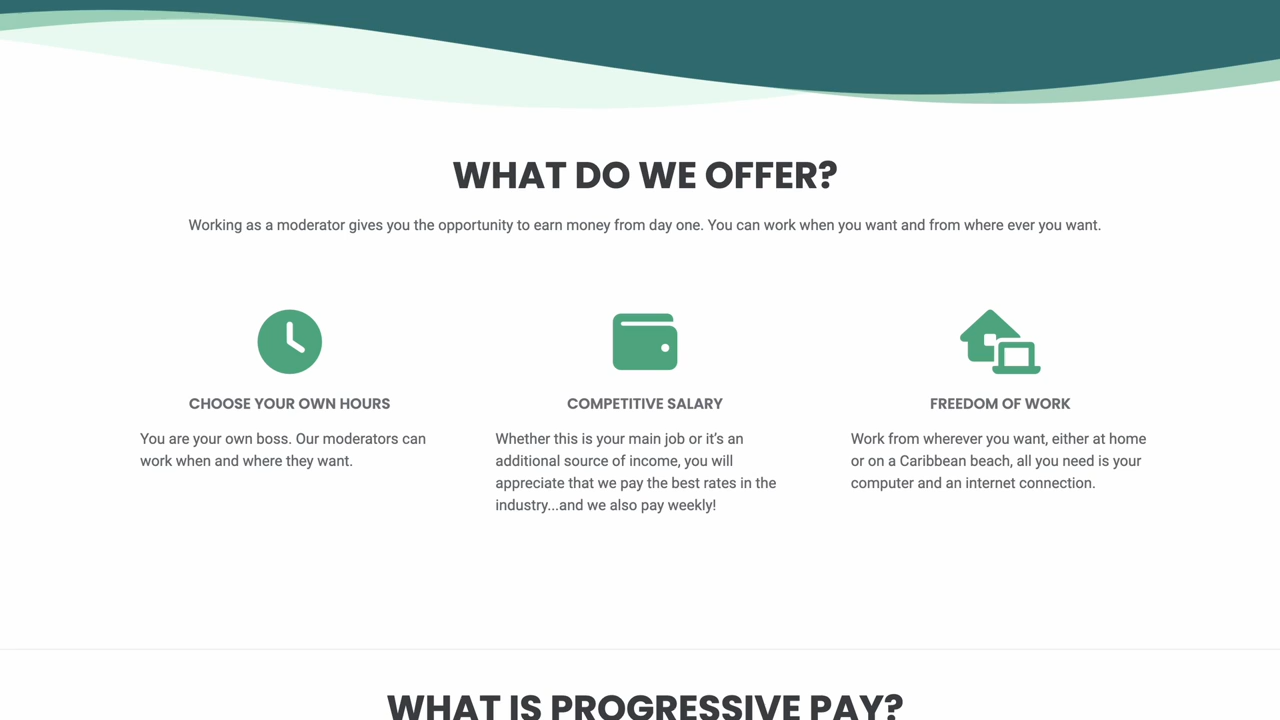 WHAT DO WE OFFER?
Working as a moderator gives you the opportunity to earn money from day one. You can work when you want and from where ever you want.
CHOOSE YOUR OWN HOURS
You are your own boss. Our moderators can
work when and where they want.
COMPETITIVE SALARY
Whether this is your main job or it's an
additional source of income, you will
appreciate that we pay the best rates in the
industry...and we also pay weekly!
FREEDOM OF WORK
Work from wherever you want, either at home
or on a Caribbean beach, all you need is your
computer and an internet connection.
WHAT IS PROGRESSIVE PAY?